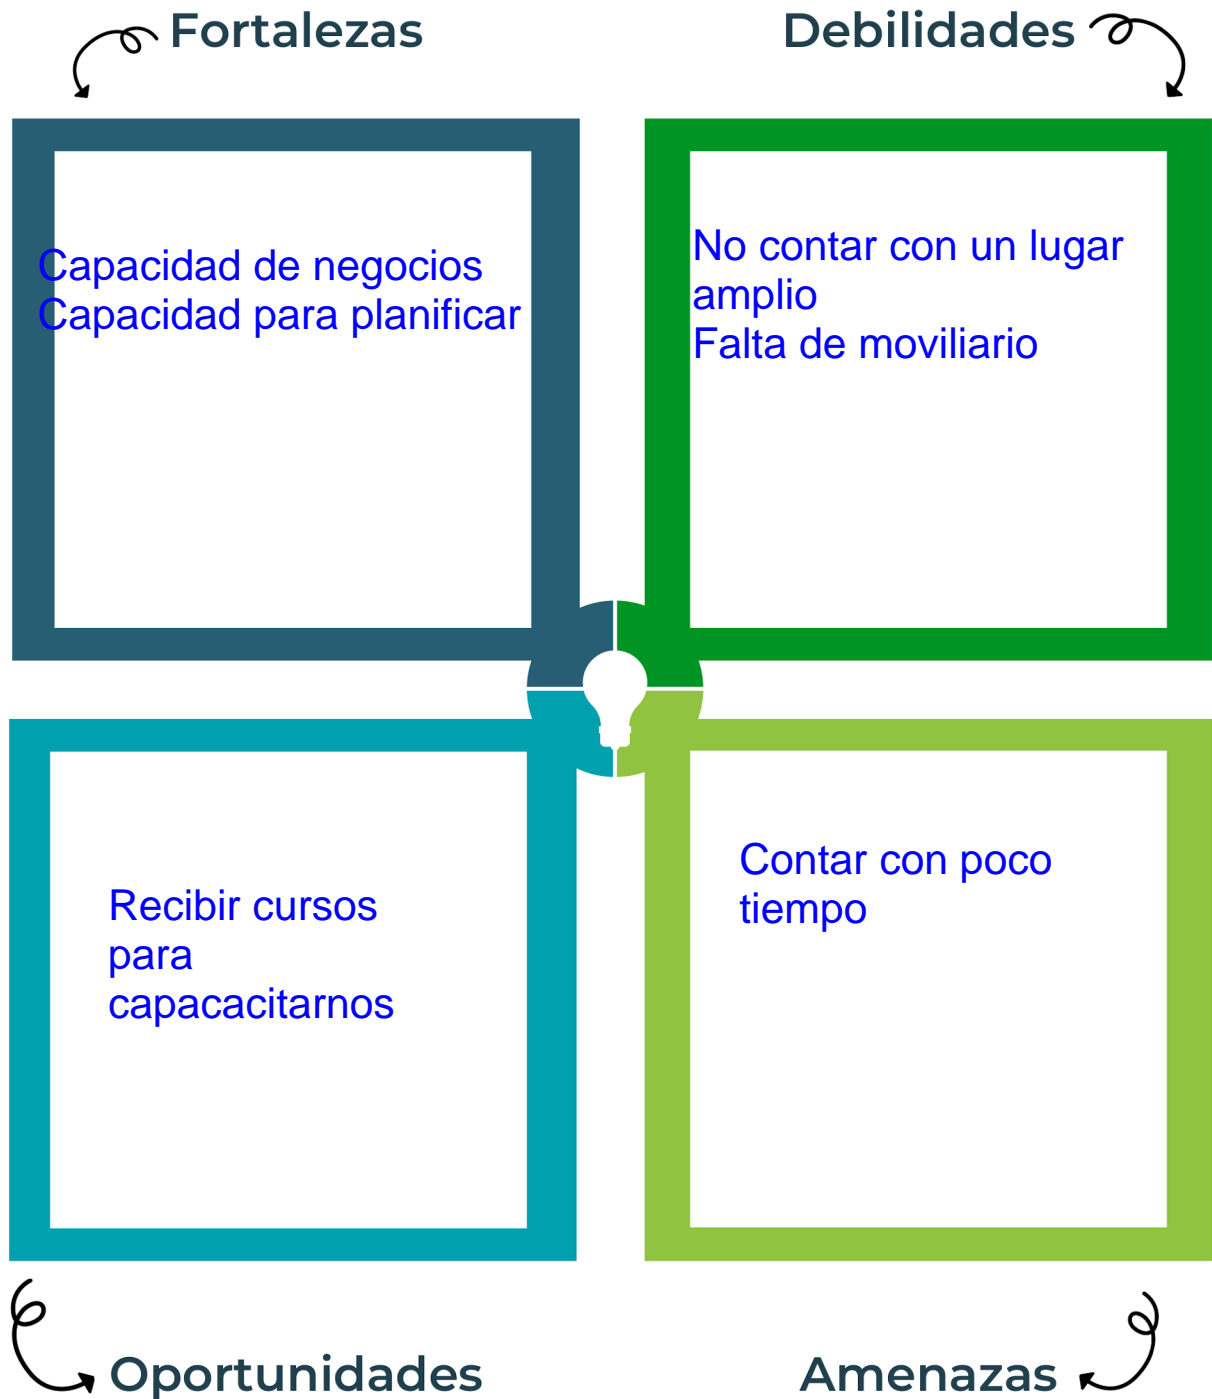 Fortalezas
Capacidad de negocios
Capacidad para planificar
Debilidades
No contar con un lugar
amplio
Falta de moviliario
Recibir cursos
para
capacacitarnos
Oportunidades
Contar con poco
tiempo
Amenazas